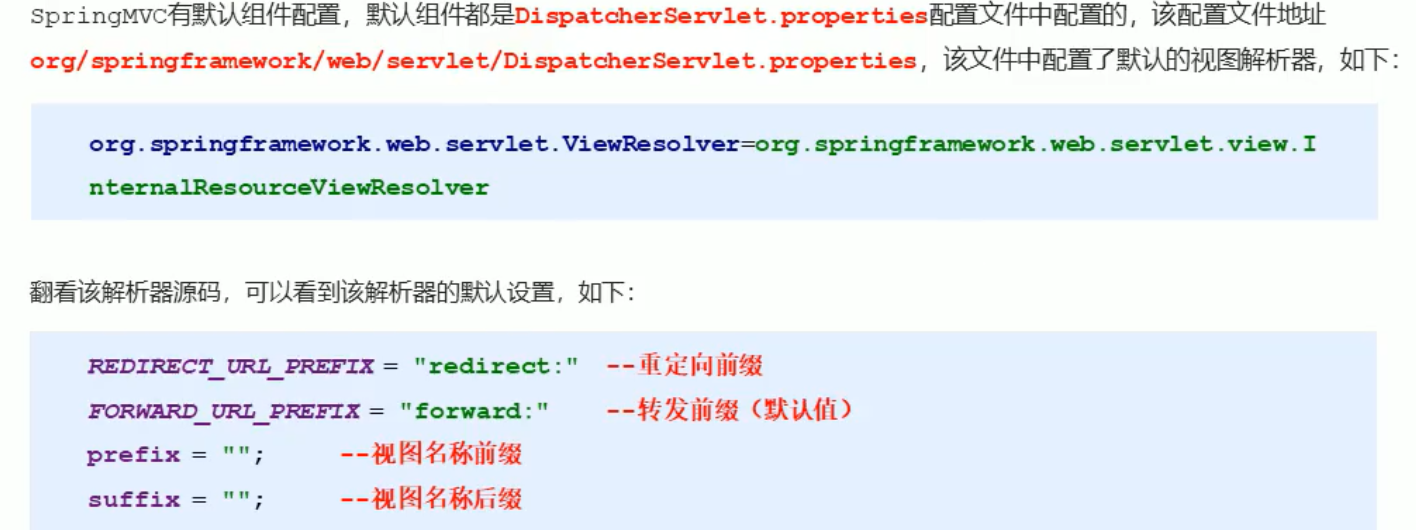 SpringMVC有默认组件配置，默认组件都是DispatcherServlet.properties配置文件中配置的，该配置文件地址
org/springframework/web/servlet/DispatcherServlet.properties，该文件中配置了默认的视图解析器，如下：
org.springframework.web.servlet.ViewResolver=org.springframework.web.servlet.view.I
nternalResourceViewResolver
翻看该解析器源码，可以看到该解析器的默认设置，如下：
REDIRECT_URL_PREFIX = "redirect:" --重定向前缀
FORWARD_URL_PREFIX = "forward:" --转发前缀（默认值）
prefix = ""; --视图名称前缀
suffix = ""; --视图名称后缀